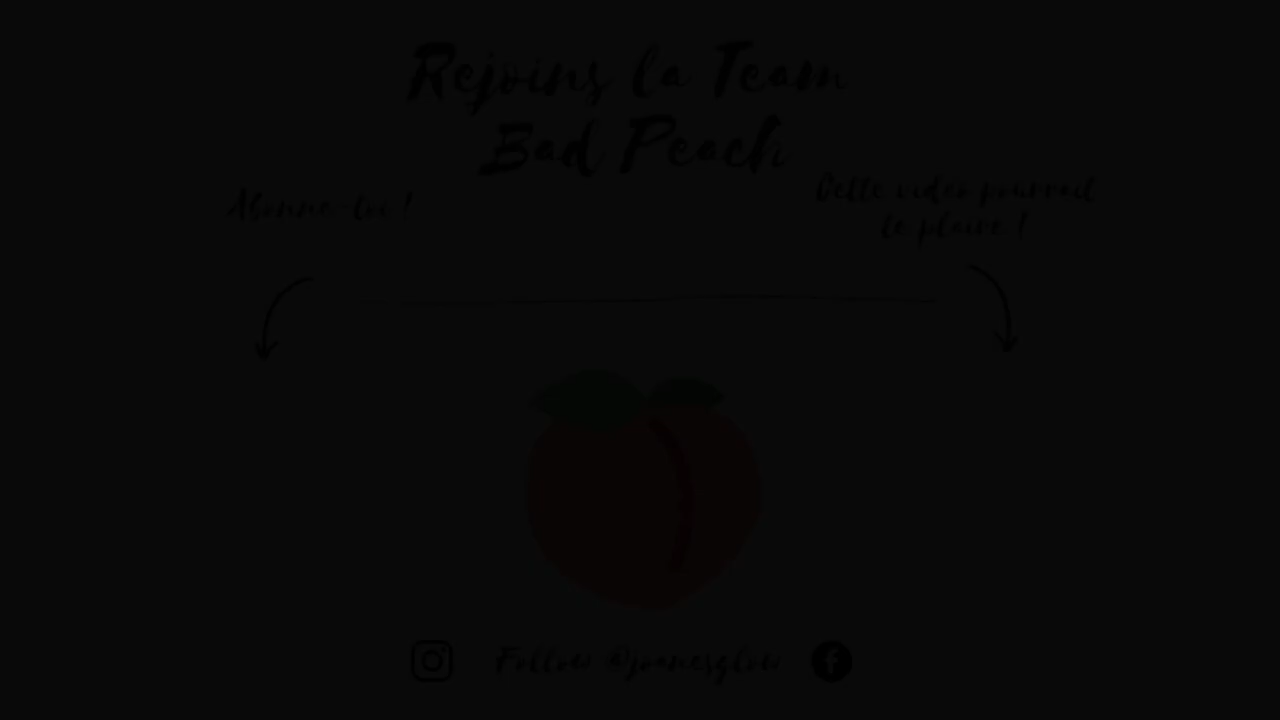 Rejoins la Team
Bad Peach
Abonne-toi !
Cette vidéo pourrait
te plaire !
Follow @joanesglow